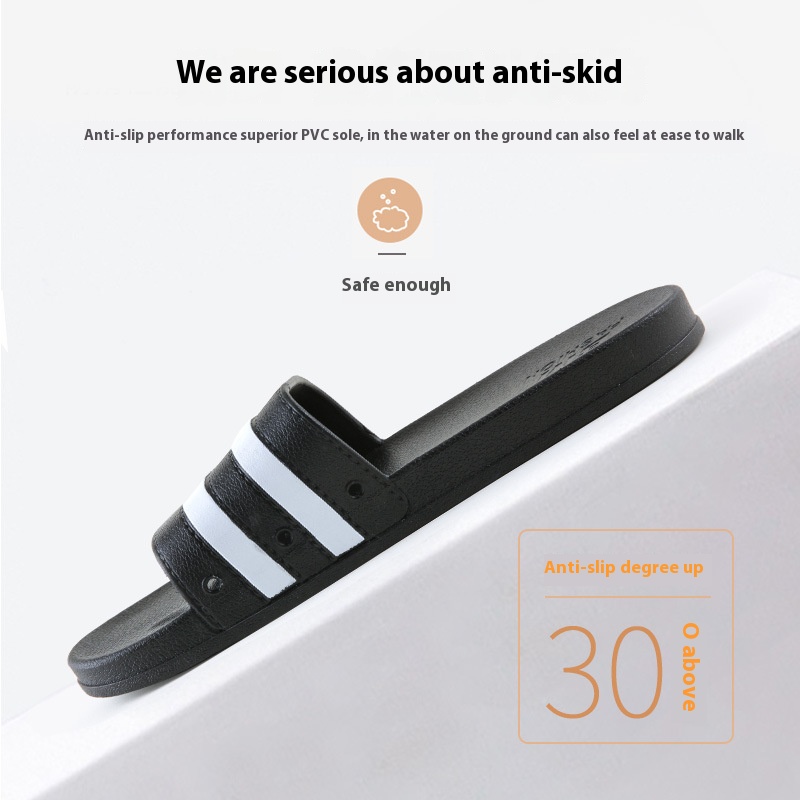 We are serious about anti-skid
Anti-slip performance superior PVC sole, in the water on the ground can also feel at ease to walk
Safe enough
Anti-slip degree up
30
O above